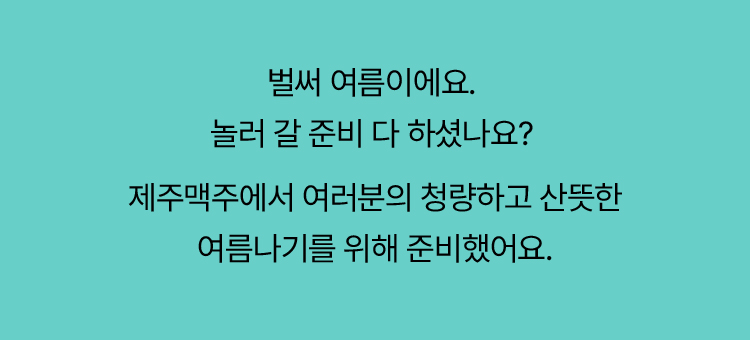 벌써 여름이에요.
놀러 갈 준비 다 하셨나요?
제주맥주에서 여러분의 청량하고 산뜻한
여름나기를 위해 준비했어요.